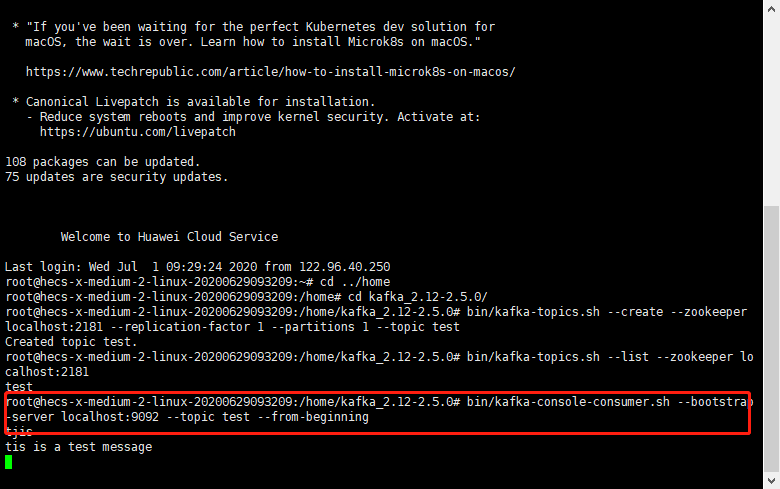 * "If you've been waiting for the perfect Kubernetes dev solution for
macOS, the wait is over. Learn how to install Microk8s on macOS."
https://www.techrepublic.com/article/how-to-install-microk8s-on-macos/
* Canonical Livepatch is available for installation.
- Reduce system reboots and improve kernel security. Activate at:
https://ubuntu.com/livepatch
108 packages can be updated.
75 updates are security updates.
Welcome to Huawei Cloud Service
Last login: Wed Jul  1 09:29:24 2020 from 122.96.40.250
root@hecs-x-medium-2-linux-20200629093209:~# cd ../home
root@hecs-x-medium-2-linux-20200629093209:/home# cd kafka_2.12-2.5.0/
root@hecs-x-medium-2-linux-20200629093209:/home/kafka_2.12-2.5.0# bin/kafka-topics.sh --create --zookeeper
localhost:2181 --replication-factor 1 --partitions 1 --topic test
Created topic test.
root@hecs-x-medium-2-linux-20200629093209:/home/kafka_2.12-2.5.0# bin/kafka-topics.sh --list --zookeeper lo
calhost:2181
test
root@hecs-x-medium-2-linux-20200629093209:/home/kafka_2.12-2.5.0# bin/kafka-console-consumer.sh --bootstrap
-server localhost:9092 --topic test --from-beginning
tjis
tis is a test message